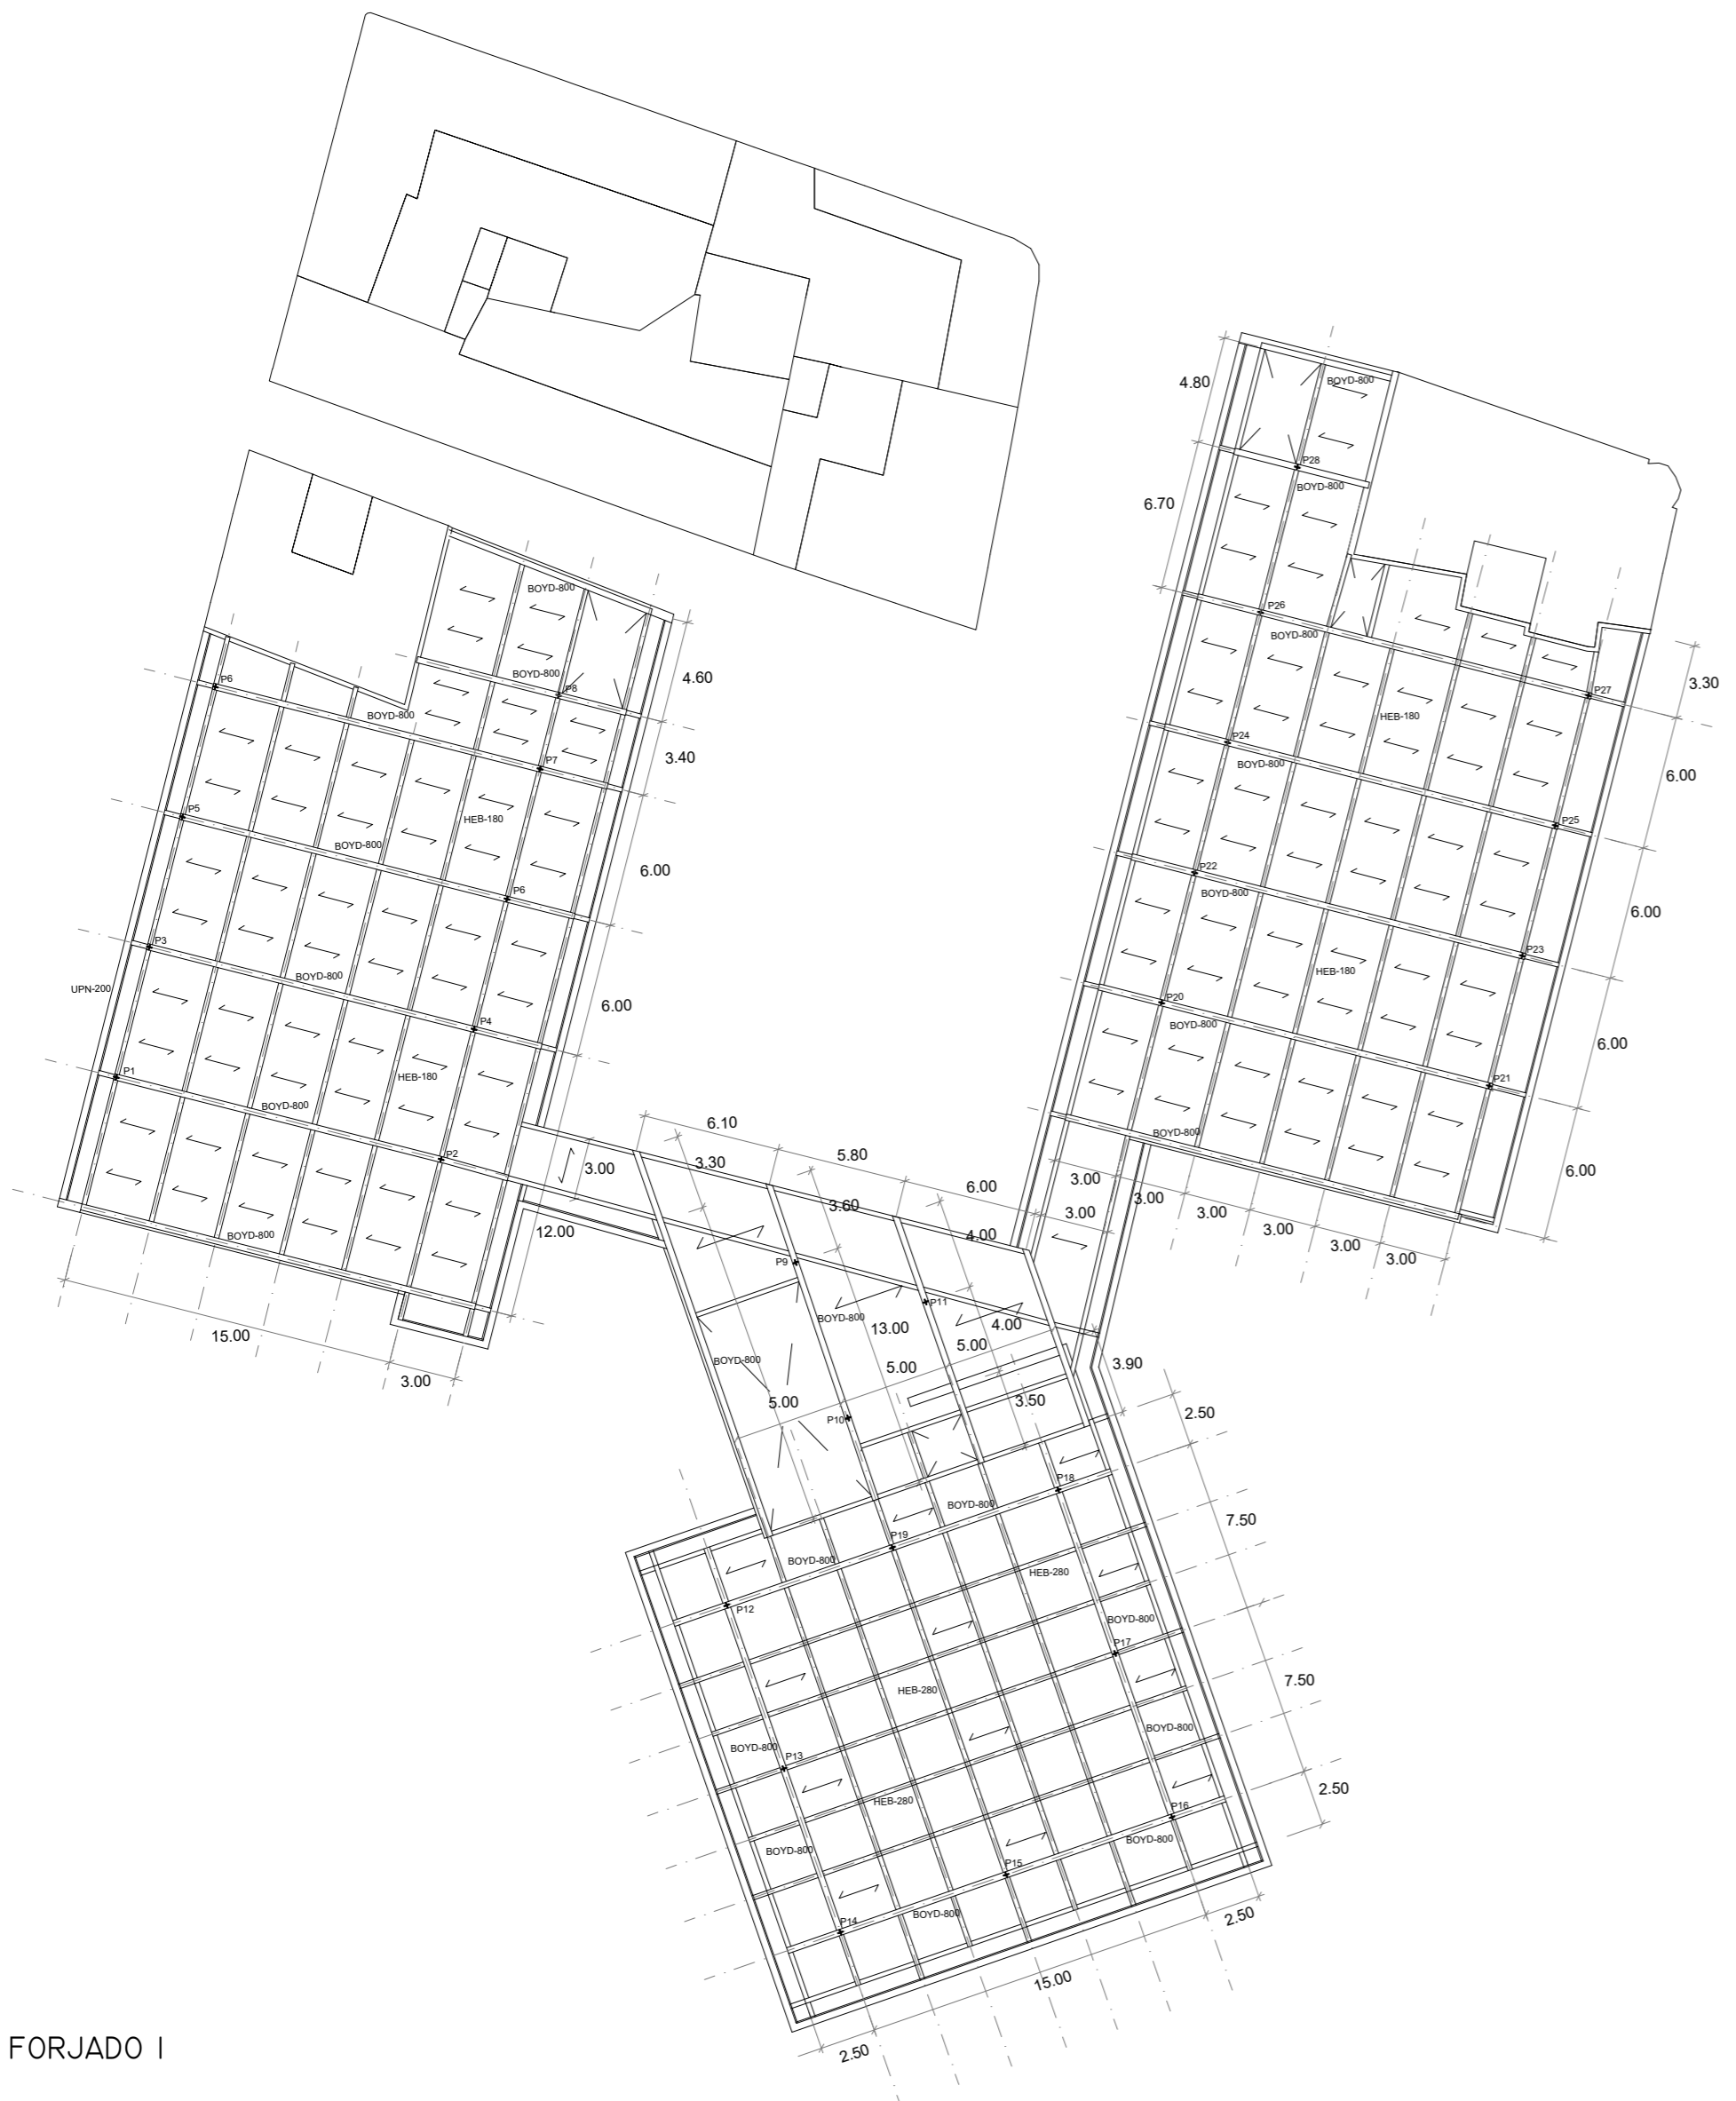 BOYD-800
4.80
P28
BOYD-800
6.70
BOYD-800
P26
BOYD-800
4.60
3.30
P6
BOYD-800
P8
P27
BOYD-800
HEB-180
P24
P7
3.40
BOYD-800
6.00
HEB-180
P5
P25
BOYD-800
P22
6.00
P6
BOYD-800
6.00
P3
P23
BOYD-800
HEB-180
UPN-200
P20
6.00
P4
BOYD-800
6.00
P1
HEB-180
P21
BOYD-800
6.10
BOYD-800
P2
5.80
3.30
3.00
6.00
3.00
6.00
3.00
3.60
3.00
3.00
12.00
4.00
3.00
BOYD-800
3.00
3.00
P9
P11
BOYD-800
13.00
4.00
15.00
5.00
BOYD-800
5.00
3.90
3.00
5.00
3.50
P10
2.50
P18
BOYD-800
7.50
P19
BOYD-800
HEB-280
P12
BOYD-800
P17
7.50
HEB-280
BOYD-800
BOYD-800
P13
2.50
HEB-280
P16
BOYD-800
BOYD-800
P15
BOYD-800
P14
2.50
15.00
2.50
FORJADO I